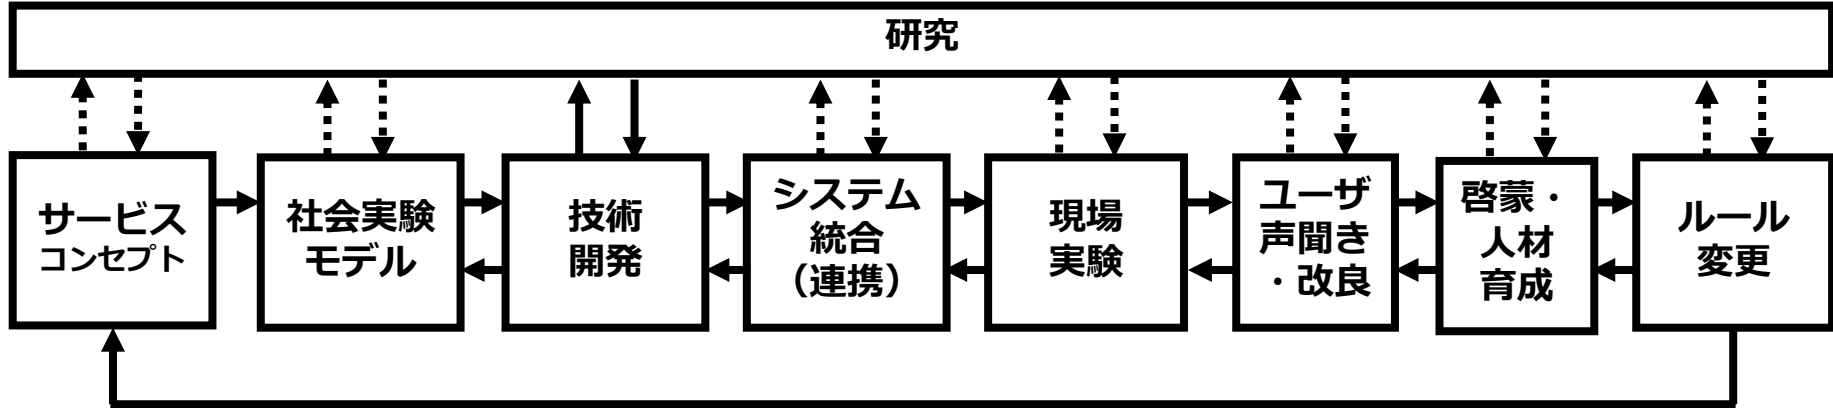 研究
サービス
コンセプト
社会実験
モデル
技術
開発
システム
統合
（連携）
現場
実験
ユーザ
声聞き
・改良
啓蒙・
人材
育成
ルール
変更